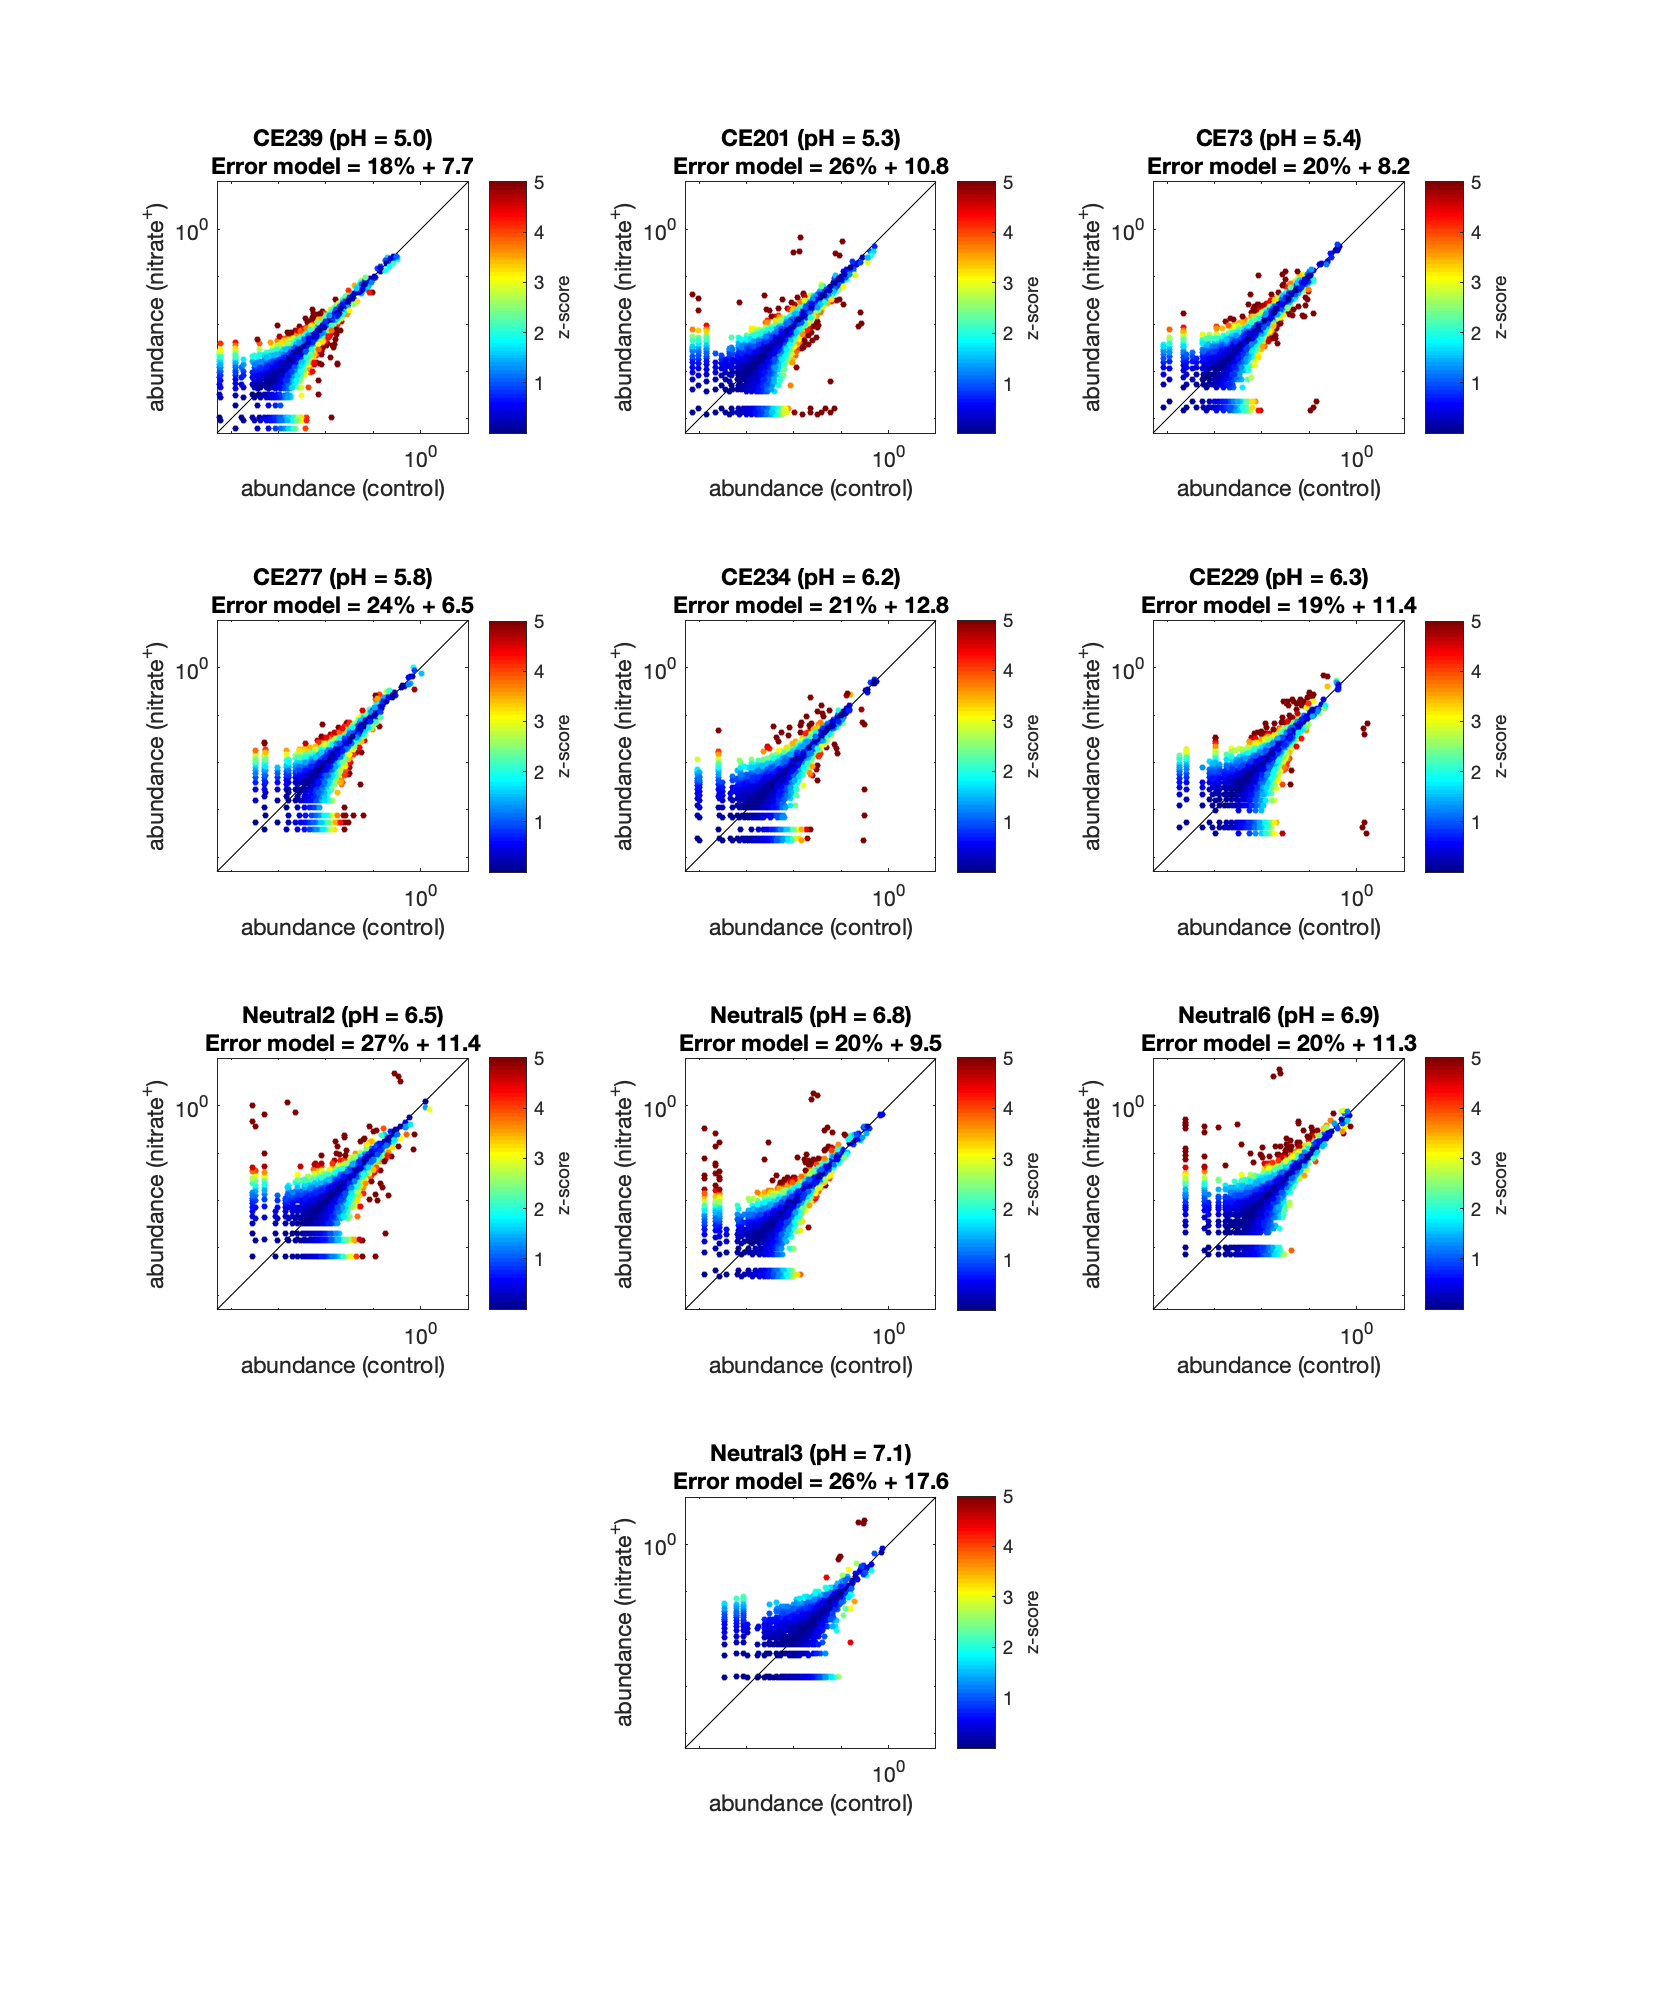 CE239 (pH = 5.0)
Error model = 18% + 7.7
abundance (nitrate+)
10^0
10^0
abundance (control)
5
4
3
2
1
z-score
CE201 (pH = 5.3)
Error model = 26% + 10.8
abundance (nitrate+)
10^0
10^0
abundance (control)
5
4
3
2
1
z-score
CE73 (pH = 5.4)
Error model = 20% + 8.2
abundance (nitrate+)
10^0
10^0
abundance (control)
5
4
3
2
1
z-score
CE277 (pH = 5.8)
Error model = 24% + 6.5
abundance (nitrate+)
10^0
10^0
abundance (control)
5
4
3
2
1
z-score
CE234 (pH = 6.2)
Error model = 21% + 12.8
abundance (nitrate+)
10^0
10^0
abundance (control)
5
4
3
2
1
z-score
CE229 (pH = 6.3)
Error model = 19% + 11.4
abundance (nitrate+)
10^0
10^0
abundance (control)
5
4
3
2
1
z-score
Neutral2 (pH = 6.5)
Error model = 27% + 11.4
abundance (nitrate+)
10^0
10^0
abundance (control)
5
4
3
2
1
z-score
Neutral5 (pH = 6.8)
Error model = 20% + 9.5
abundance (nitrate+)
10^0
10^0
abundance (control)
5
4
3
2
1
z-score
Neutral6 (pH = 6.9)
Error model = 20% + 11.3
abundance (nitrate+)
10^0
10^0
abundance (control)
5
4
3
2
1
z-score
Neutral3 (pH = 7.1)
Error model = 26% + 17.6
abundance (nitrate+)
10^0
10^0
abundance (control)
5
4
3
2
1
z-score